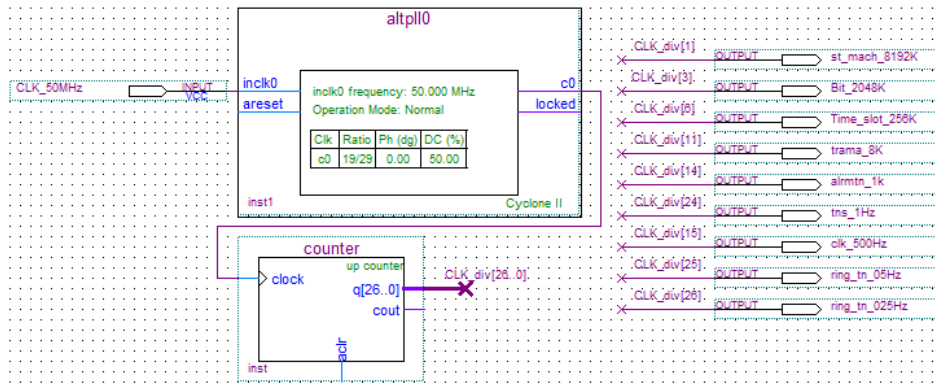 altpll0
CLK_50MHz
INPUT
VCC
inclk0
areset
inclk0 frequency: 50.000 MHz
Operation Mode: Normal
Clk Ratio Ph (dg) DC (%)
c0 19/29 0.00 50.00
c0
locked
inst1
Cyclone II
counter
up counter
clock
q[26..0]
cout
aclr
inst
CLK_div[26..0]
CLK_div[1] OUTPUT st_mach_8192K
CLK_div[3] OUTPUT Bit_2048K
CLK_div[6] OUTPUT Time_slot_256K
CLK_div[11] OUTPUT trama_8K
CLK_div[14] OUTPUT alrmtn_1k
CLK_div[24] OUTPUT tns_1Hz
CLK_div[15] OUTPUT clk_500Hz
CLK_div[25] OUTPUT ring_tn_05Hz
CLK_div[26] OUTPUT ring_tn_025Hz